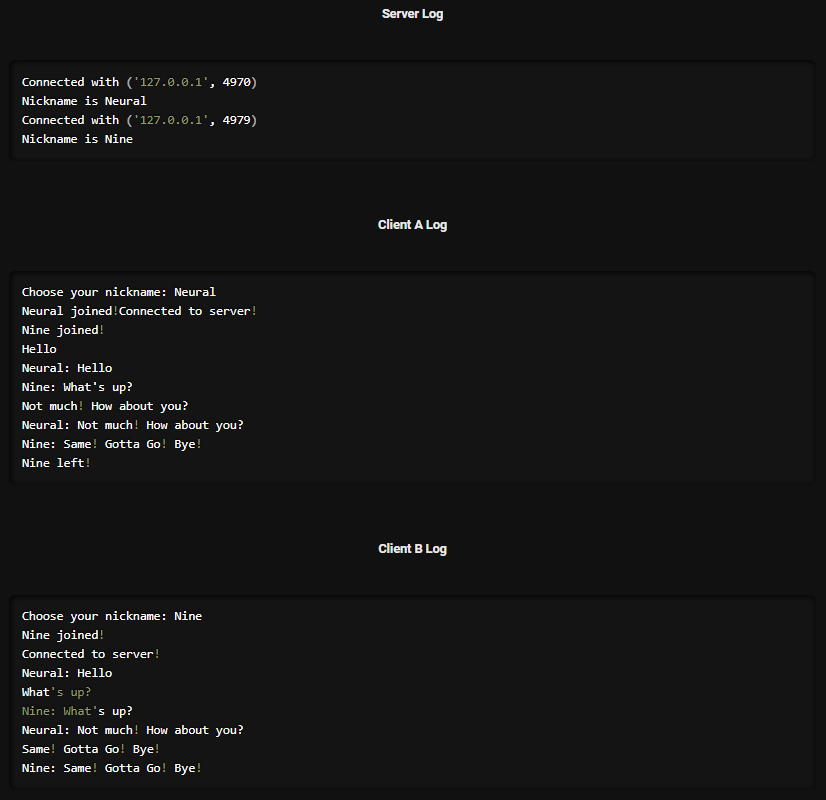 Server Log
Connected with ('127.0.0.1', 4970)
Nickname is Neural
Connected with ('127.0.0.1', 4979)
Nickname is Nine
Client A Log
Choose your nickname: Neural
Neural joined!Connected to server!
Nine joined!
Hello
Neural: Hello
Nine: What's up?
Not much! How about you?
Neural: Not much! How about you?
Nine: Same! Gotta Go! Bye!
Nine left!
Client B Log
Choose your nickname: Nine
Nine joined!
Connected to server!
Neural: Hello
What's up?
Nine: What's up?
Neural: Not much! How about you?
Same! Gotta Go! Bye!
Nine: Same! Gotta Go! Bye!